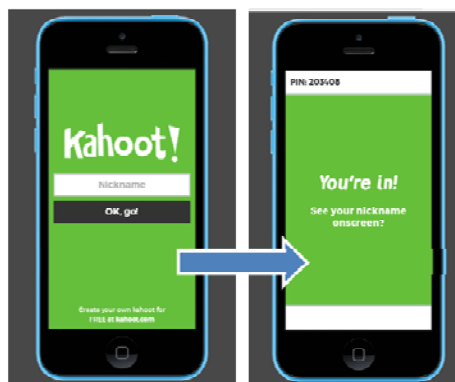 Kahoot!
Nickname
OK, go!
Create your own kahoot for
FREE at kahoot.com
PIN: 203408
You're in!
See your nickname
onscreen?